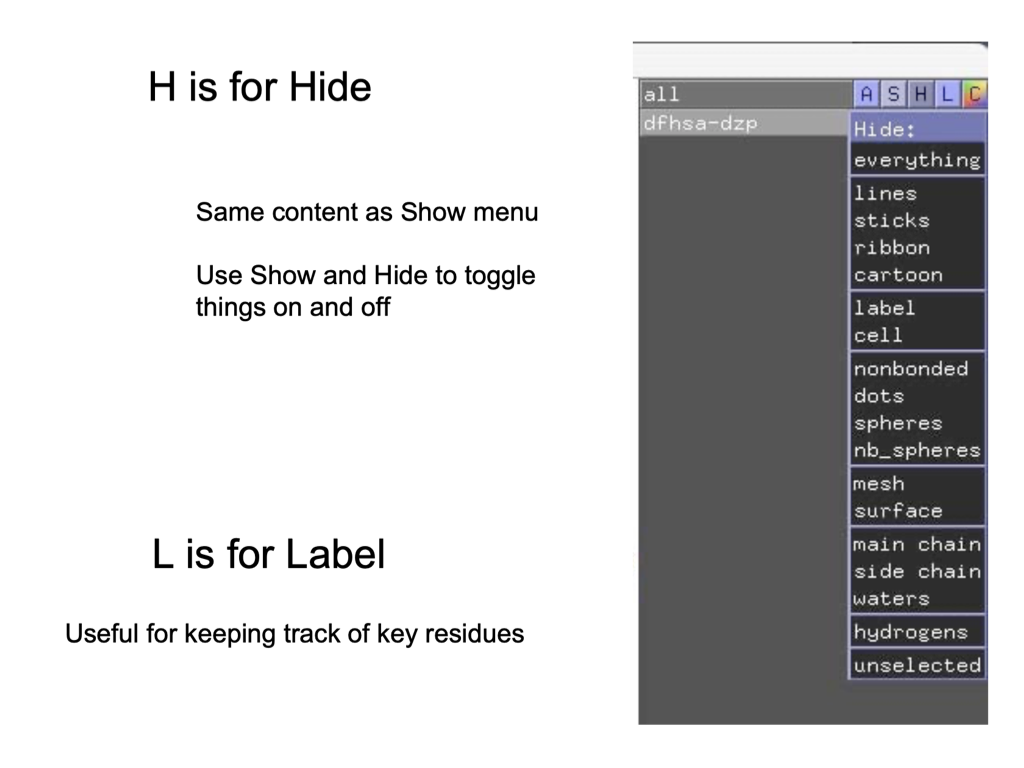 H is for Hide
Same content as Show menu
Use Show and Hide to toggle
things on and off
L is for Label
Useful for keeping track of key residues
all A S H L C
dfhsa-dzp
Hide:
everything
lines
sticks
ribbon
cartoon
label
cell
nonbonded
dots
spheres
nb_spheres
mesh
surface
main chain
side chain
waters
hydrogens
unselected